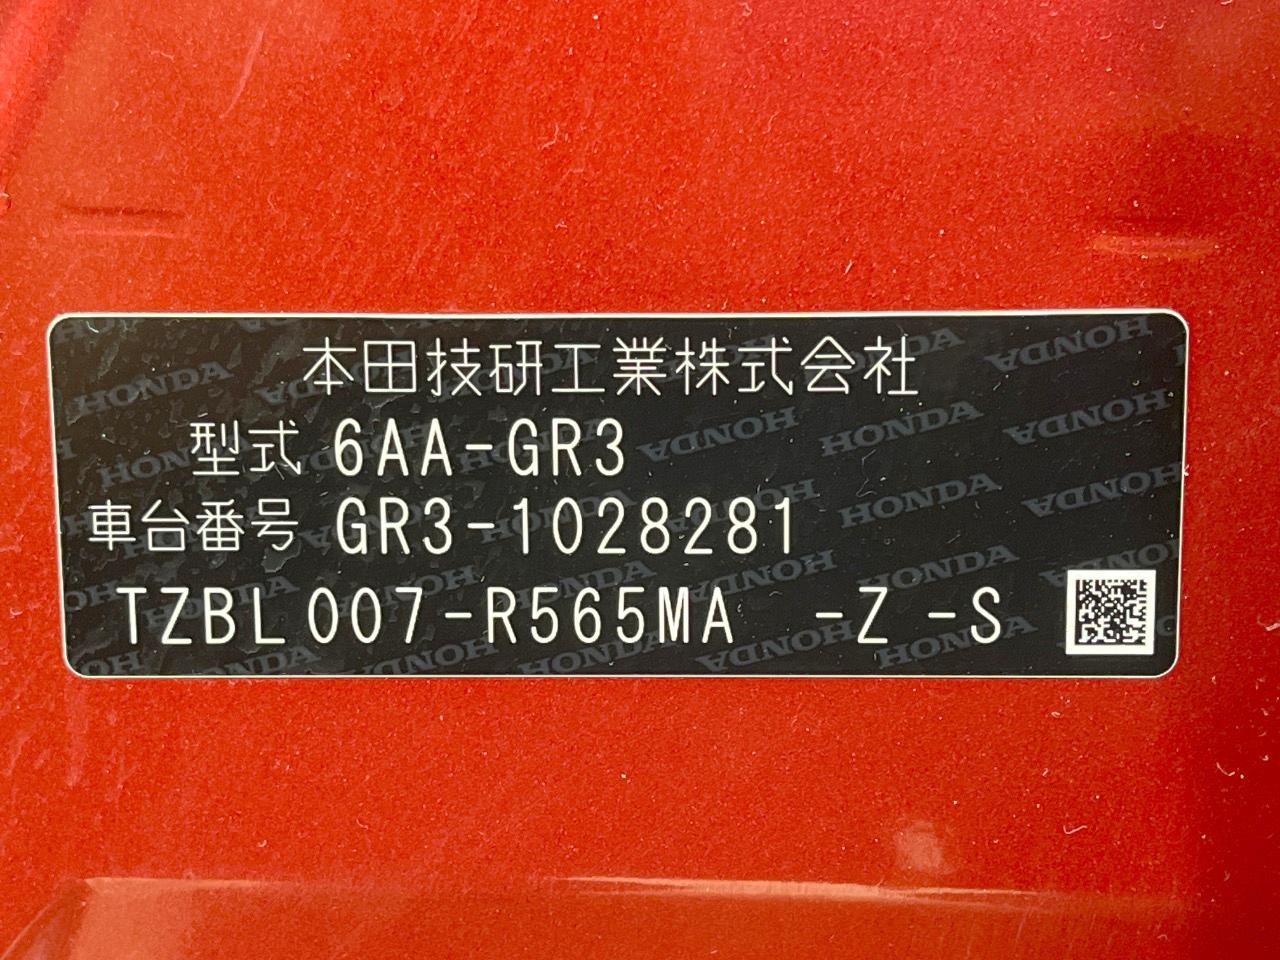 本田技研工業株式会社
型式 6AA-GR3
車台番号 GR3-1028281
TZBL007-R565MA -Z -S
HONDA